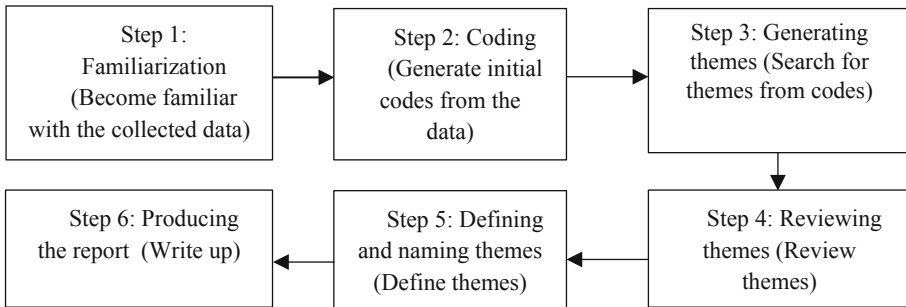 Step 1:
Familiarization
(Become familiar
with the collected data)
Step 2: Coding
(Generate initial
codes from the
data)
Step 3: Generating
themes (Search for
themes from codes)
Step 4: Reviewing
themes (Review
themes)
Step 5: Defining
and naming themes
(Define themes)
Step 6: Producing
the report (Write up)